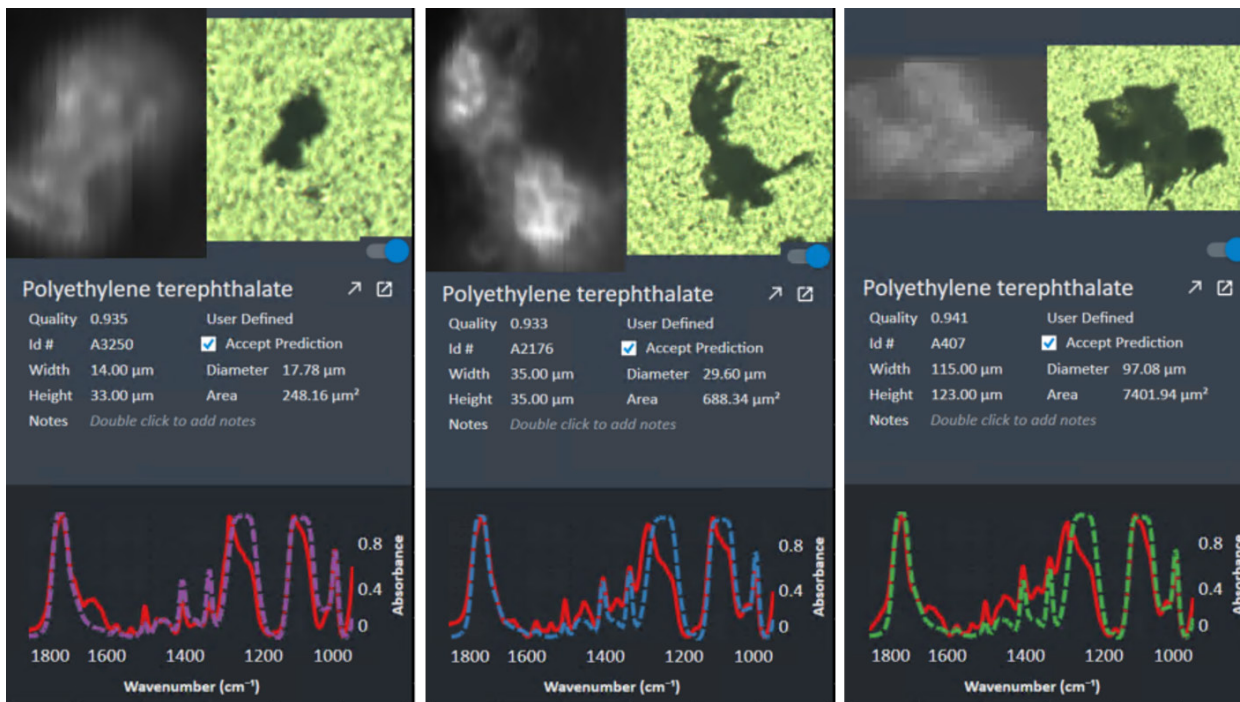 Polyethylene terephthalate
Quality 0.935 User Defined
Id # A3250 Accept Prediction
Width 14.00 µm Diameter 17.78 µm
Height 33.00 µm Area 248.16 µm²
Notes Double click to add notes
0.8
0.4
0
Absorbance
1800 1600 1400 1200 1000
Wavenumber (cm⁻¹)
Polyethylene terephthalate
Quality 0.933 User Defined
Id # A2176 Accept Prediction
Width 35.00 µm Diameter 29.60 µm
Height 35.00 µm Area 688.34 µm²
Notes Double click to add notes
0.8
0.4
0
Absorbance
1800 1600 1400 1200 1000
Wavenumber (cm⁻¹)
Polyethylene terephthalate
Quality 0.941 User Defined
Id # A407 Accept Prediction
Width 115.00 µm Diameter 97.08 µm
Height 123.00 µm Area 7401.94 µm²
Notes Double click to add notes
0.8
0.4
0
Absorbance
1800 1600 1400 1200 1000
Wavenumber (cm⁻¹)